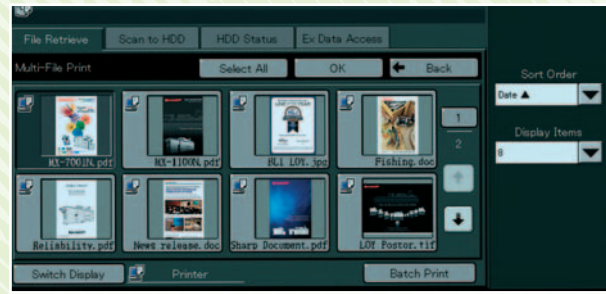 File Retrieve
Scan to HDD
HDD Status
Ex Data Access
Multi-File Print
Select All
OK
Back
Sort Order
Date ▲
Display Items
8
1
2
MX-7001N.pdf
MX-1100N.pdf
BLI LOY.jpg
Fishing.doc
Reliability.pdf
News release.doc
Sharp Document.pdf
LOY Postor.tif
Switch Display
Printer
Batch Print